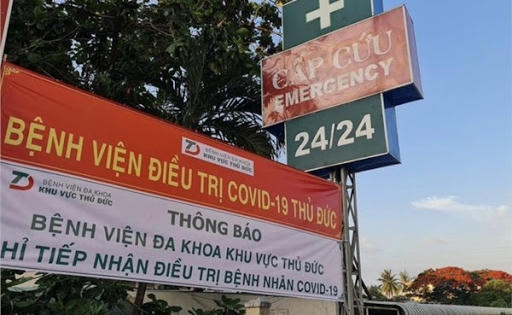 CẤP CỨU
EMERGENCY
24/24
TD BỆNH VIỆN ĐA KHOA
KHU VỰC THỦ ĐỨC
BỆNH VIỆN ĐIỀU TRỊ COVID-19 THỦ ĐỨC
TD BỆNH VIỆN ĐA KHOA
KHU VỰC THỦ ĐỨC
THÔNG BÁO
BỆNH VIỆN ĐA KHOA KHU VỰC THỦ ĐỨC
HỈ TIẾP NHẬN ĐIỀU TRỊ BỆNH NHÂN COVID-19